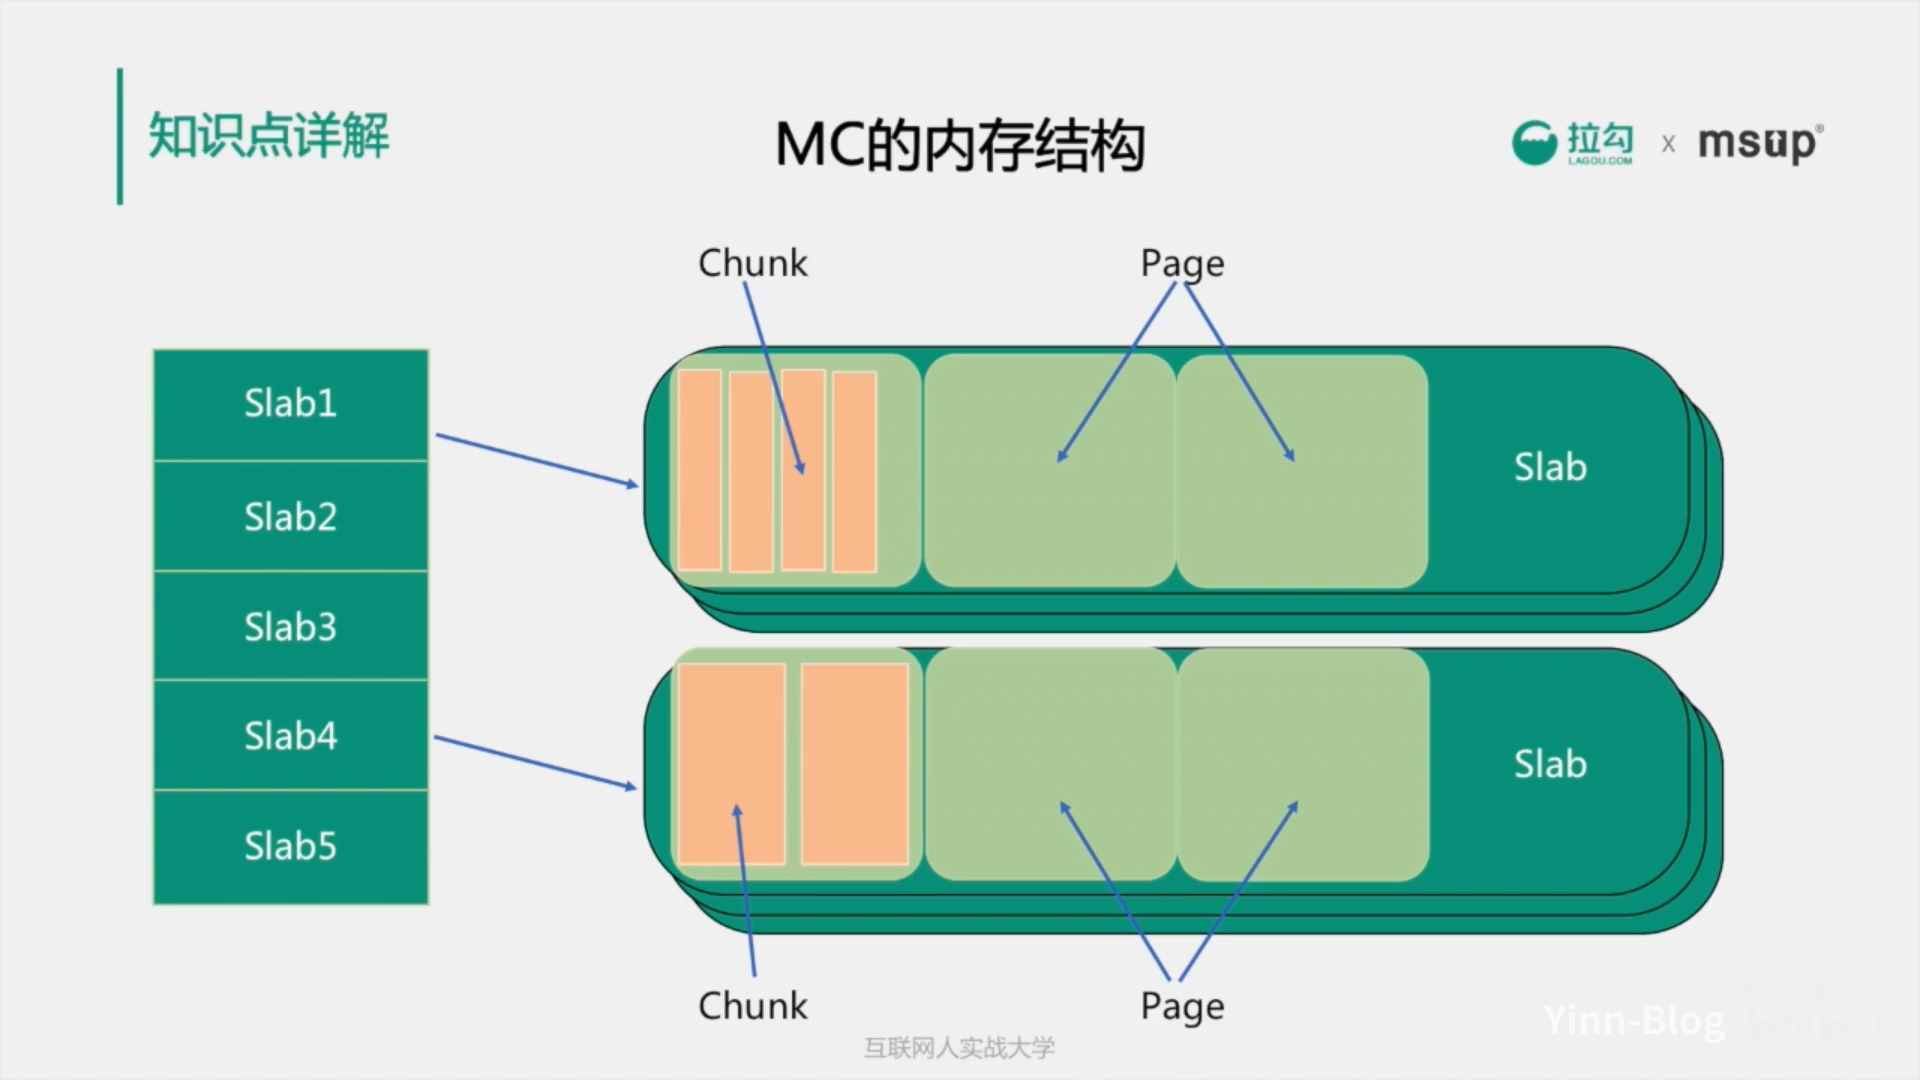 知识点详解
MC的内存结构
拉勾
LAGOU.COM
x
msup®
Chunk
Page
Slab1
Slab2
Slab3
Slab4
Slab5
Slab
Slab
Chunk
Page
Yinn-Blog
bilibili
互联网人实战大学